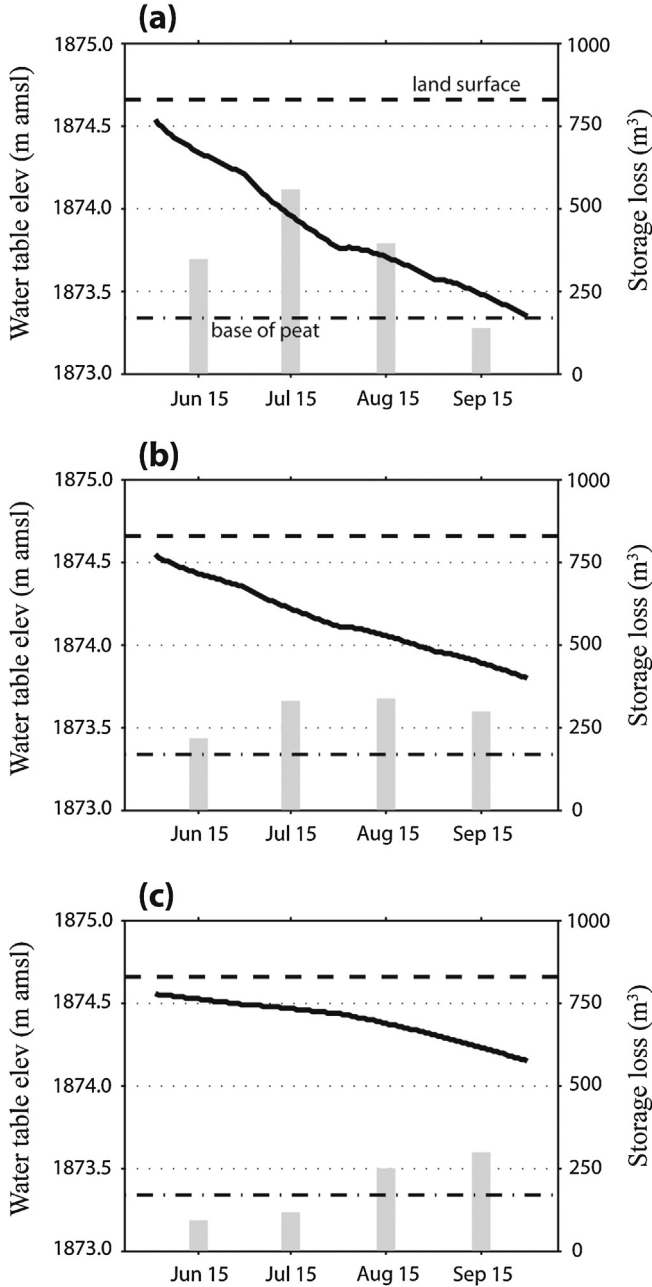 (a)
Water table elev (m amsl)
1875.0
1874.5
1874.0
1873.5
1873.0
land surface
base of peat
1000
750
500
250
0
Storage loss (m³)
Jun 15 Jul 15 Aug 15 Sep 15
(b)
Water table elev (m amsl)
1875.0
1874.5
1874.0
1873.5
1873.0
1000
750
500
250
0
Storage loss (m³)
Jun 15 Jul 15 Aug 15 Sep 15
(c)
Water table elev (m amsl)
1875.0
1874.5
1874.0
1873.5
1873.0
1000
750
500
250
0
Storage loss (m³)
Jun 15 Jul 15 Aug 15 Sep 15